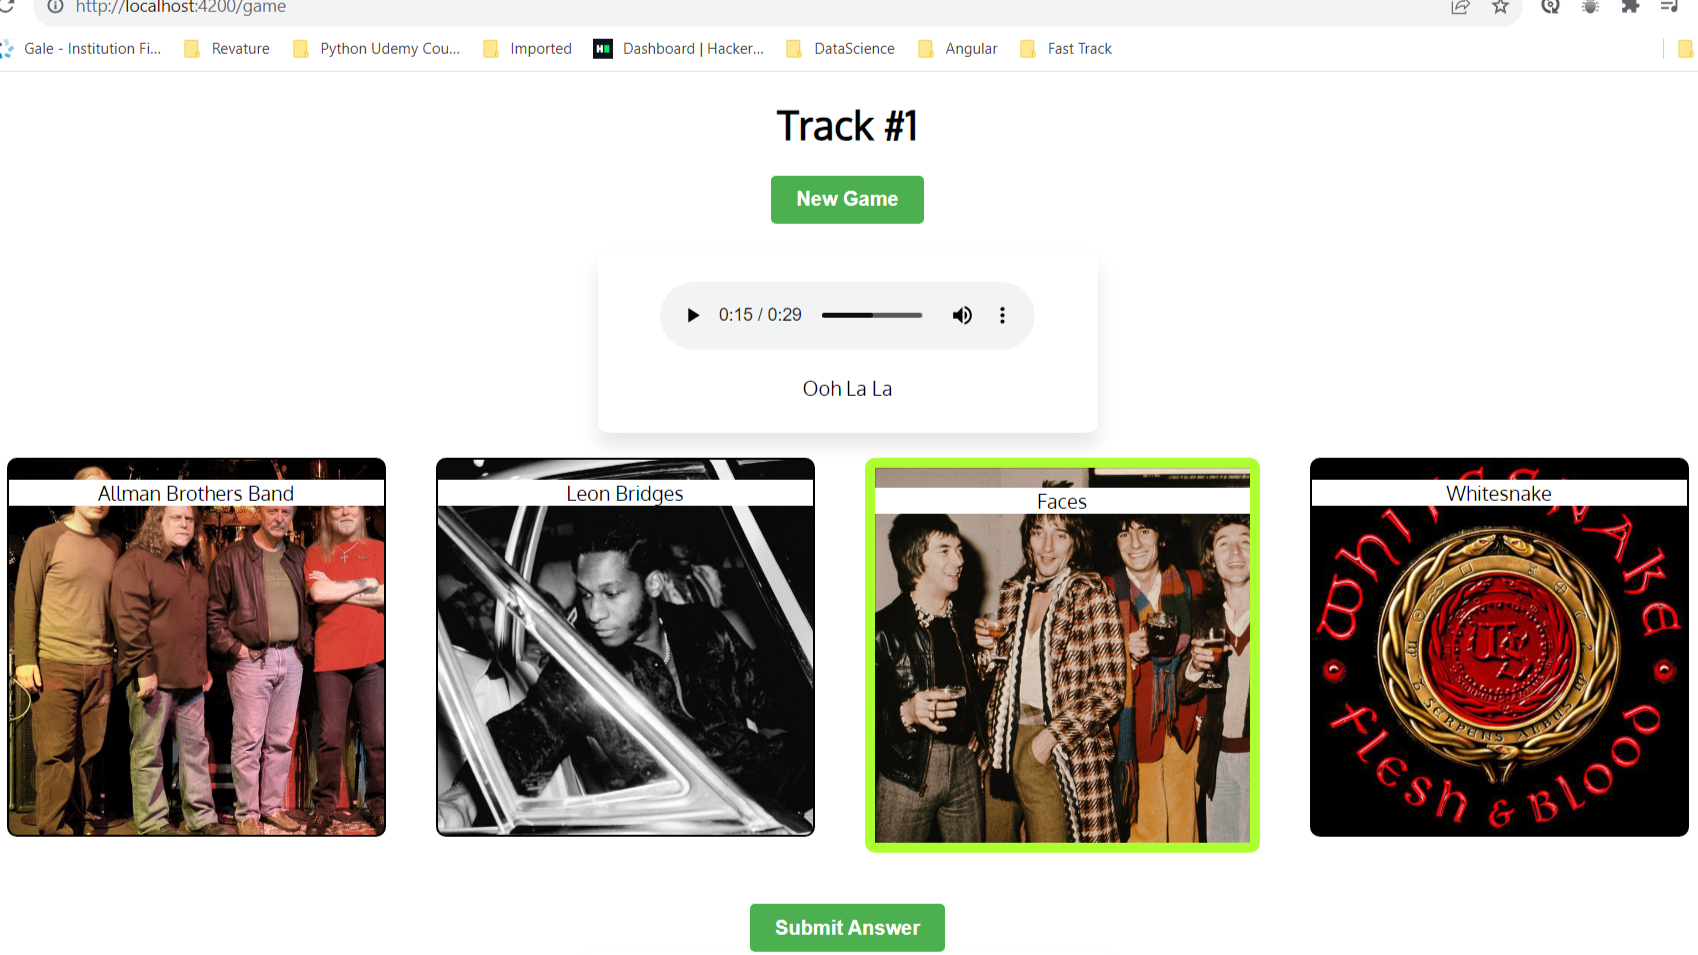 http://localhost:4200/game
Gale - Institution Fi... Revature Python Udemy Cou... Imported Dashboard | Hacker... DataScience Angular Fast Track
Track #1
New Game
0:15 / 0:29
Ooh La La
Allman Brothers Band
Leon Bridges
Faces
Whitesnake
WHITESNAKE
SERPENS ALBUS
FLESH & BLOOD
Submit Answer